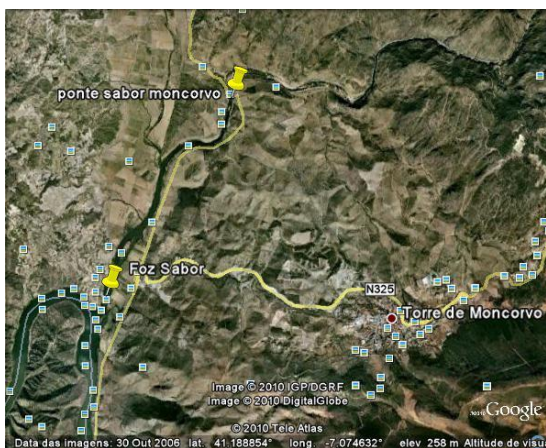 ponte sabor moncorvo
Foz Sabor
N325
Torre de Moncorvo
Image © 2010 IGP/DGRF
Image © 2010 DigitalGlobe
© 2010 Tele Atlas
©2010 Google
Data das imagens: 30 Out 2006 lat. 41.188854° long. -7.074632° elev 258 m Altitude de visu